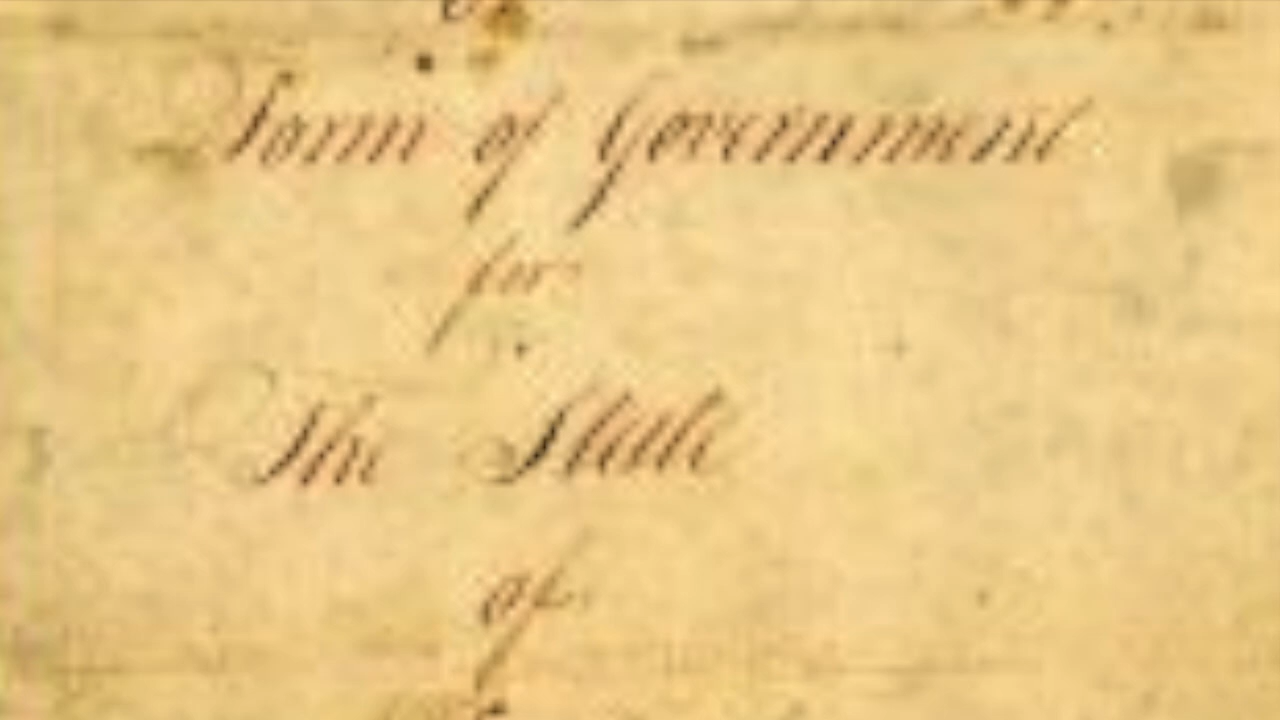 Form of Government
for
The State
of